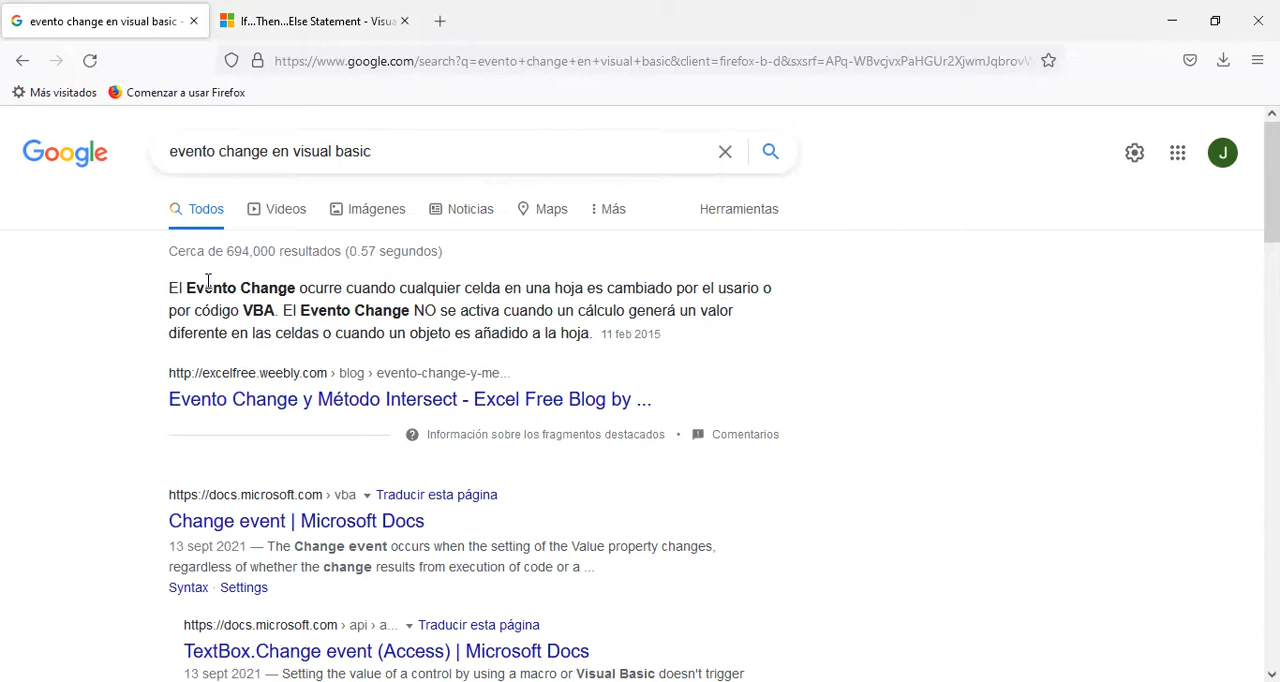 evento change en visual basic -
If...Then...Else Statement - Visua
https://www.google.com/search?q=evento+change+en+visual+basic&client=firefox-b-d&sxsrf=APq-WBvcjvxPaHGUr2XjwmJqbrovW
Más visitados
Comenzar a usar Firefox
Google
evento change en visual basic
J
Todos
Videos
Imágenes
Noticias
Maps
Más
Herramientas
Cerca de 694,000 resultados (0.57 segundos)
El Evento Change ocurre cuando cualquier celda en una hoja es cambiado por el usario o
por código VBA. El Evento Change NO se activa cuando un cálculo generá un valor
diferente en las celdas o cuando un objeto es añadido a la hoja. 11 feb 2015
http://excelfree.weebly.com › blog › evento-change-y-me...
Evento Change y Método Intersect - Excel Free Blog by ...
Información sobre los fragmentos destacados • Comentarios
https://docs.microsoft.com › vba Traducir esta página
Change event | Microsoft Docs
13 sept 2021 — The Change event occurs when the setting of the Value property changes,
regardless of whether the change results from execution of code or a ...
Syntax · Settings
https://docs.microsoft.com › api › a... Traducir esta página
TextBox.Change event (Access) | Microsoft Docs
13 sept 2021 — Setting the value of a control by using a macro or Visual Basic doesn't trigger